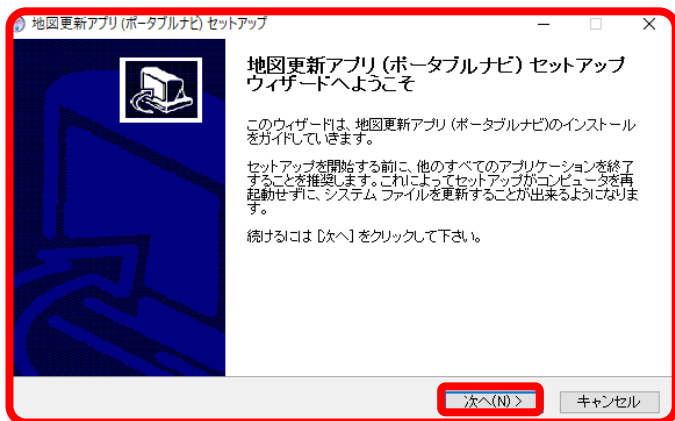 地図更新アプリ (ポータブルナビ) セットアップ
地図更新アプリ (ポータブルナビ) セットアップ
ウィザードへようこそ
このウィザードは、地図更新アプリ (ポータブルナビ)のインストール
をガイドしていきます。
セットアップを開始する前に、他のすべてのアプリケーションを終了
することを推奨します。これによってセットアップがコンピュータを再
起動せずに、システム ファイルを更新することが出来るようになりま
す。
続けるには [次へ] をクリックして下さい。
次へ(N) >
キャンセル